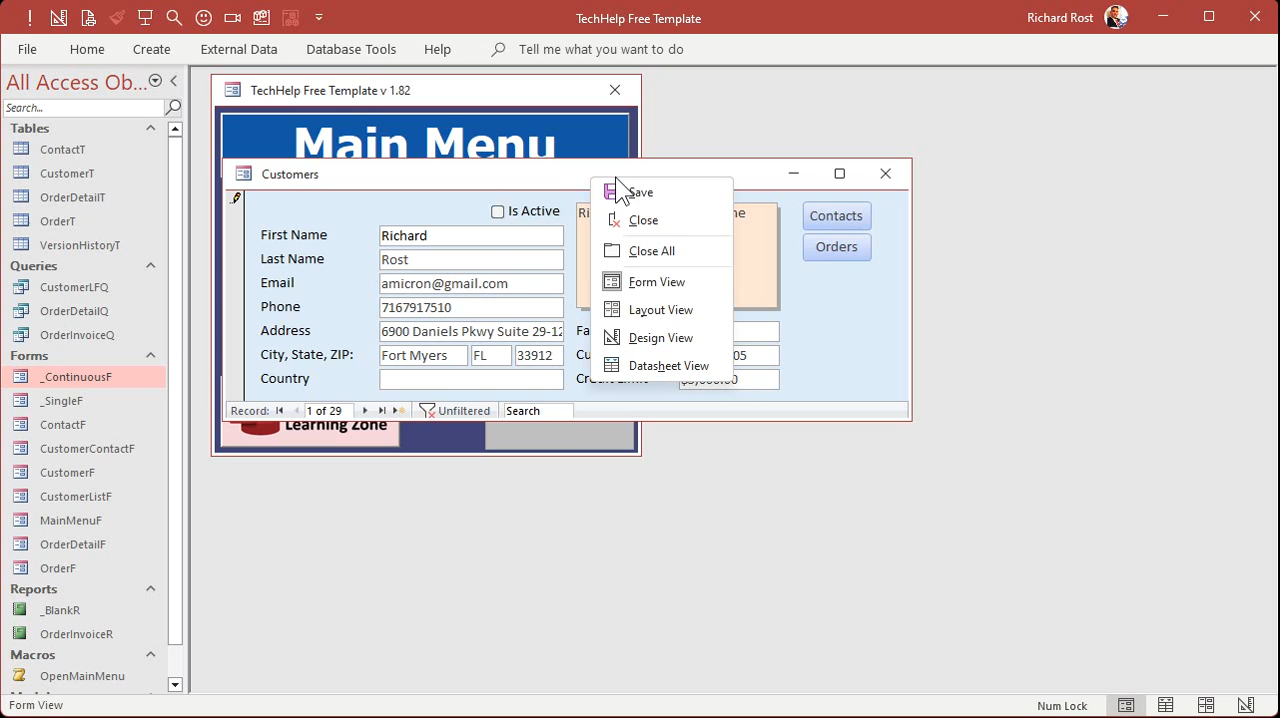 TechHelp Free Template
Richard Rost
File Home Create External Data Database Tools Help Tell me what you want to do
All Access Ob...
Search...
Tables
ContactT
CustomerT
OrderDetailT
OrderT
VersionHistoryT
Queries
CustomerLFQ
OrderDetailQ
OrderInvoiceQ
Forms
_ContinuousF
_SingleF
ContactF
CustomerContactF
CustomerF
CustomerListF
MainMenuF
OrderDetailF
OrderF
Reports
_BlankR
OrderInvoiceR
Macros
OpenMainMenu
TechHelp Free Template v 1.82
Main Menu
Customers
Is Active
First Name Richard
Last Name Rost
Email amicron@gmail.com
Phone 7167917510
Address 6900 Daniels Pkwy Suite 29-12
City, State, ZIP: Fort Myers FL 33912
Country
Save
Close
Close All
Form View
Layout View
Design View
Datasheet View
Contacts
Orders
05
$5,000.00
Record: 1 of 29 Unfiltered Search
Learning Zone
Form View
Num Lock